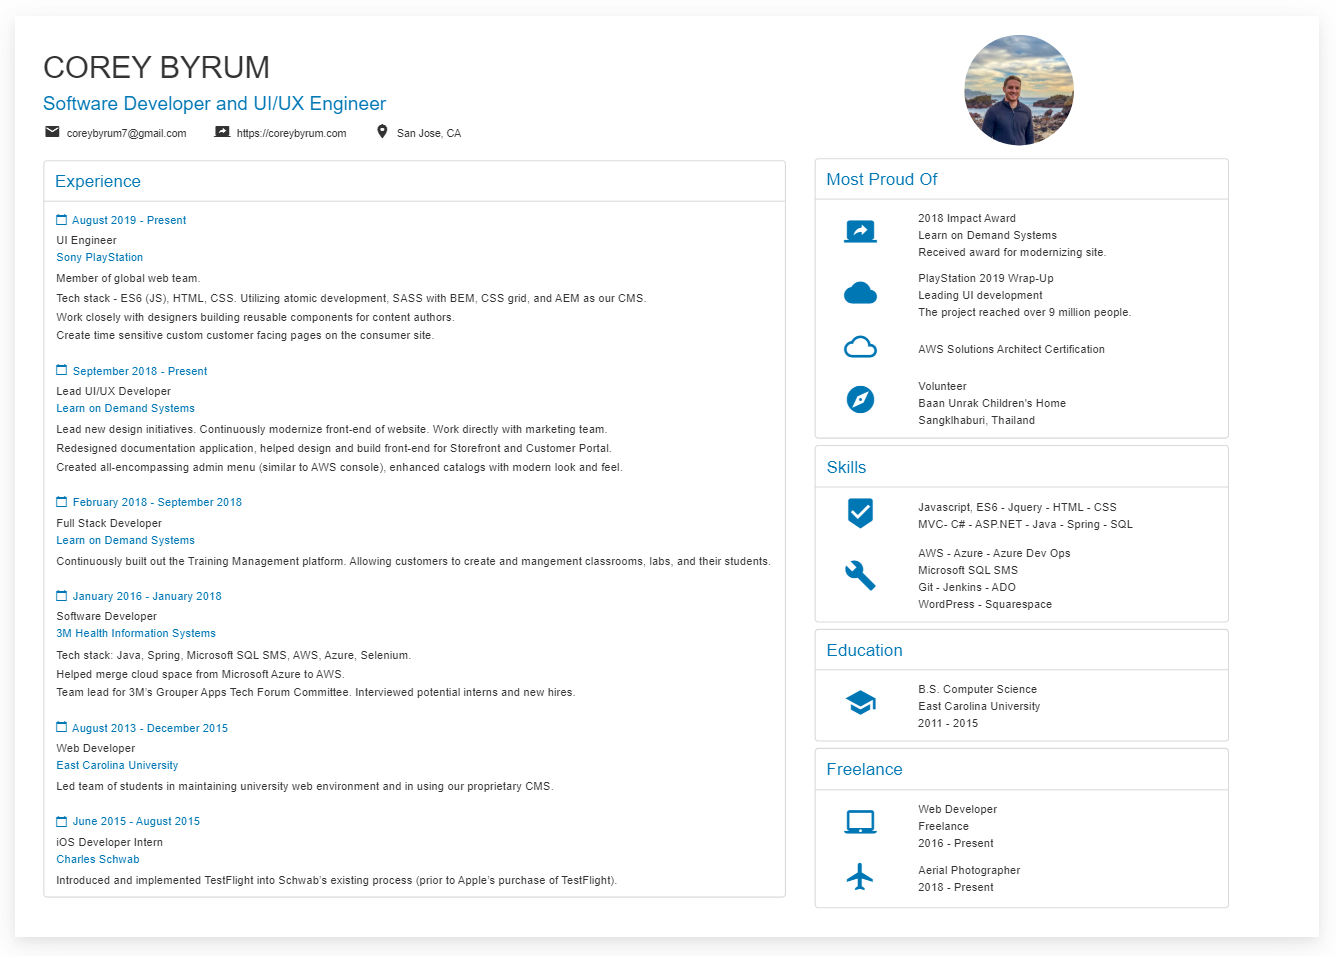 COREY BYRUM
Software Developer and UI/UX Engineer
coreybyrum7@gmail.com https://coreybyrum.com San Jose, CA
Experience
August 2019 - Present
UI Engineer
Sony PlayStation
Member of global web team.
Tech stack - ES6 (JS), HTML, CSS. Utilizing atomic development, SASS with BEM, CSS grid, and AEM as our CMS.
Work closely with designers building reusable components for content authors.
Create time sensitive custom customer facing pages on the consumer site.
September 2018 - Present
Lead UI/UX Developer
Learn on Demand Systems
Lead new design initiatives. Continuously modernize front-end of website. Work directly with marketing team.
Redesigned documentation application, helped design and build front-end for Storefront and Customer Portal.
Created all-encompassing admin menu (similar to AWS console), enhanced catalogs with modern look and feel.
February 2018 - September 2018
Full Stack Developer
Learn on Demand Systems
Continuously built out the Training Management platform. Allowing customers to create and mangement classrooms, labs, and their students.
January 2016 - January 2018
Software Developer
3M Health Information Systems
Tech stack: Java, Spring, Microsoft SQL SMS, AWS, Azure, Selenium.
Helped merge cloud space from Microsoft Azure to AWS.
Team lead for 3M's Grouper Apps Tech Forum Committee. Interviewed potential interns and new hires.
August 2013 - December 2015
Web Developer
East Carolina University
Led team of students in maintaining university web environment and in using our proprietary CMS.
June 2015 - August 2015
iOS Developer Intern
Charles Schwab
Introduced and implemented TestFlight into Schwab's existing process (prior to Apple's purchase of TestFlight).
Most Proud Of
2018 Impact Award
Learn on Demand Systems
Received award for modernizing site.
PlayStation 2019 Wrap-Up
Leading UI development
The project reached over 9 million people.
AWS Solutions Architect Certification
Volunteer
Baan Unrak Children's Home
Sangklhaburi, Thailand
Skills
Javascript, ES6 - Jquery - HTML - CSS
MVC- C# - ASP.NET - Java - Spring - SQL
AWS - Azure - Azure Dev Ops
Microsoft SQL SMS
Git - Jenkins - ADO
WordPress - Squarespace
Education
B.S. Computer Science
East Carolina University
2011 - 2015
Freelance
Web Developer
Freelance
2016 - Present
Aerial Photographer
2018 - Present